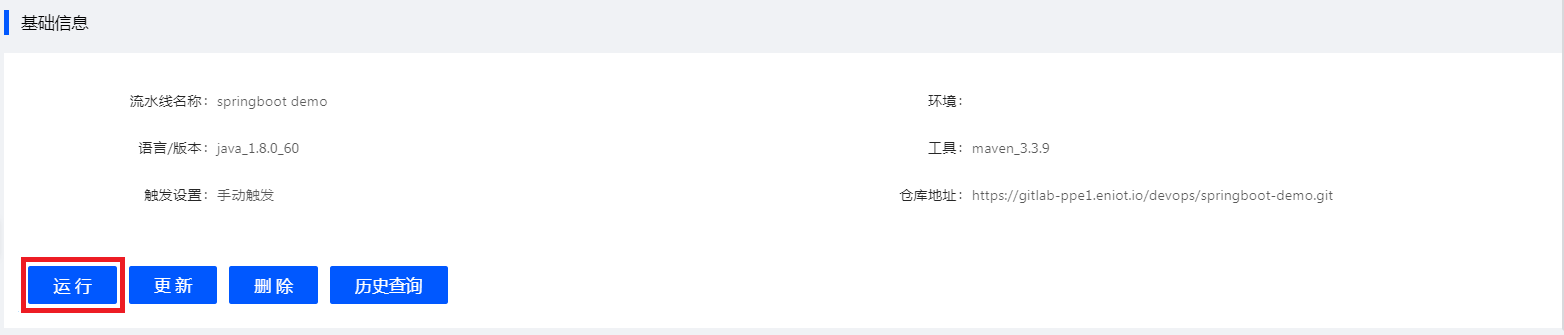 基础信息
流水线名称： springboot demo 环境：
语言/版本： java_1.8.0_60 工具： maven_3.3.9
触发设置： 手动触发 仓库地址： https://gitlab-ppe1.eniot.io/devops/springboot-demo.git
运 行 更 新 删 除 历史查询